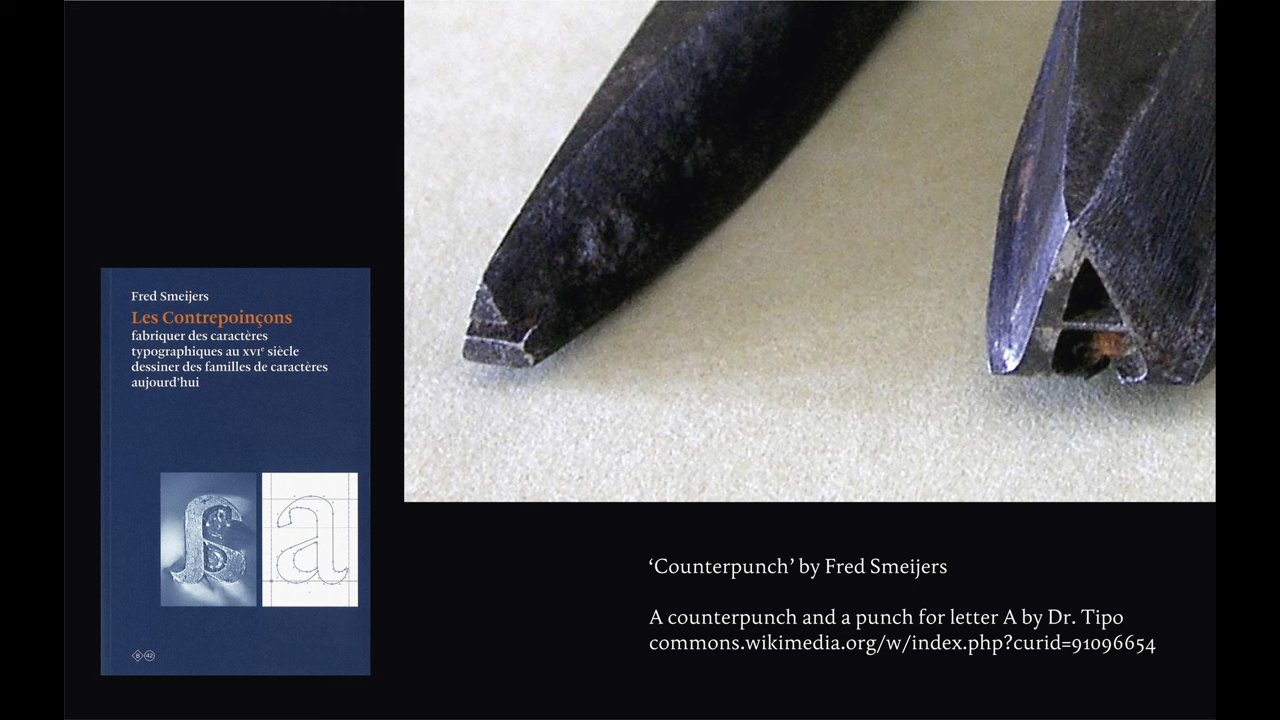 Fred Smeijers
Les Contrepoinçons
fabriquer des caractères
typographiques au XVIᵉ siècle
dessiner des familles de caractères
aujourd'hui
a a
B 42
‘Counterpunch’ by Fred Smeijers
A counterpunch and a punch for letter A by Dr. Tipo
commons.wikimedia.org/w/index.php?curid=91096654